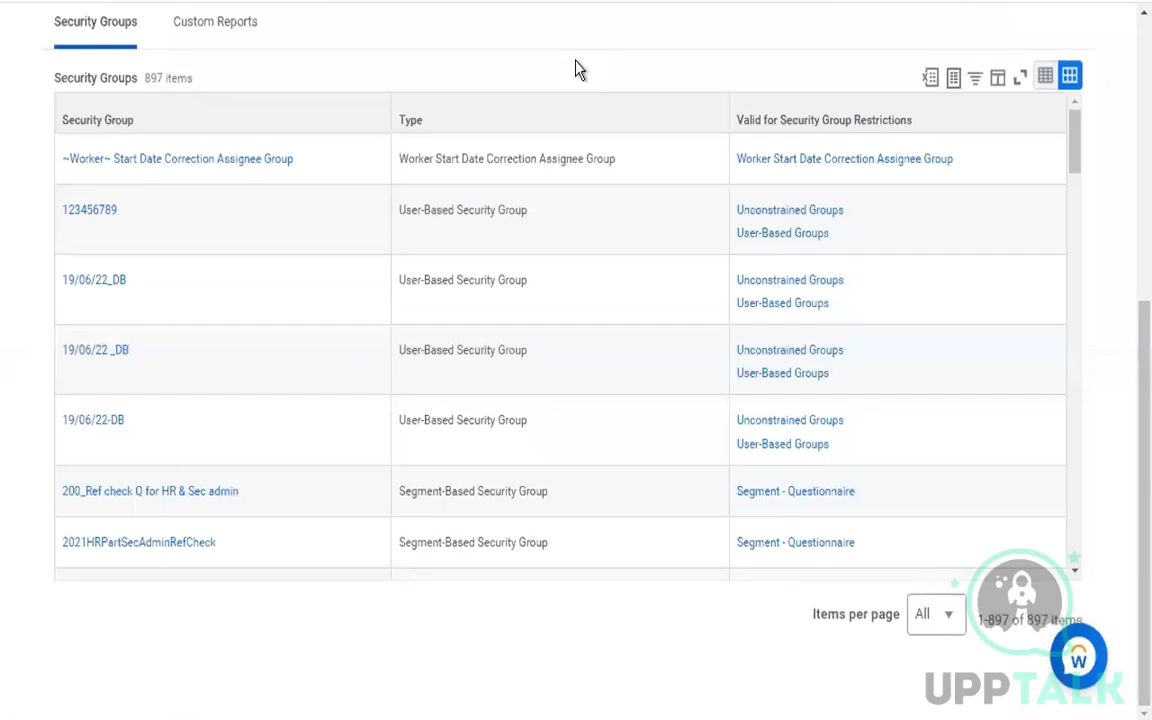 Security Groups Custom Reports
Security Groups 897 items
Security Group Type Valid for Security Group Restrictions
~Worker~ Start Date Correction Assignee Group Worker Start Date Correction Assignee Group Worker Start Date Correction Assignee Group
123456789 User-Based Security Group Unconstrained Groups
User-Based Groups
19/06/22_DB User-Based Security Group Unconstrained Groups
User-Based Groups
19/06/22 _DB User-Based Security Group Unconstrained Groups
User-Based Groups
19/06/22-DB User-Based Security Group Unconstrained Groups
User-Based Groups
200_Ref check Q for HR & Sec admin Segment-Based Security Group Segment - Questionnaire
2021HRPartSecAdminRefCheck Segment-Based Security Group Segment - Questionnaire
Items per page All 1-897 of 897 items
W
UPPTALK